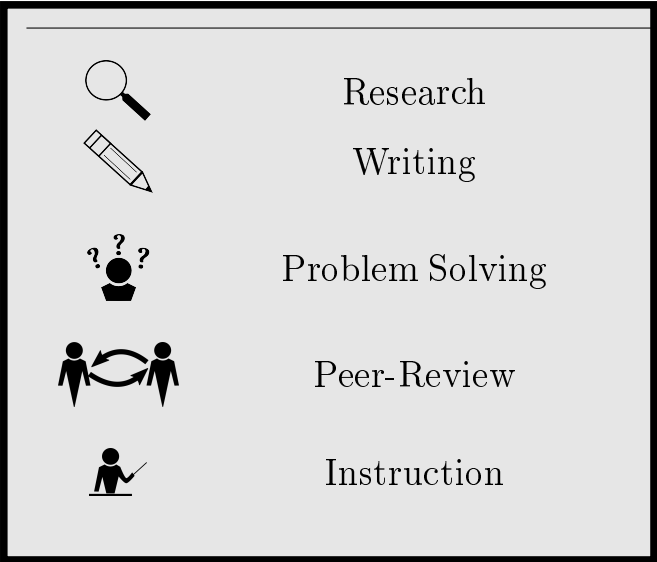 Research
Writing
? ? ?
Problem Solving
Peer-Review
Instruction